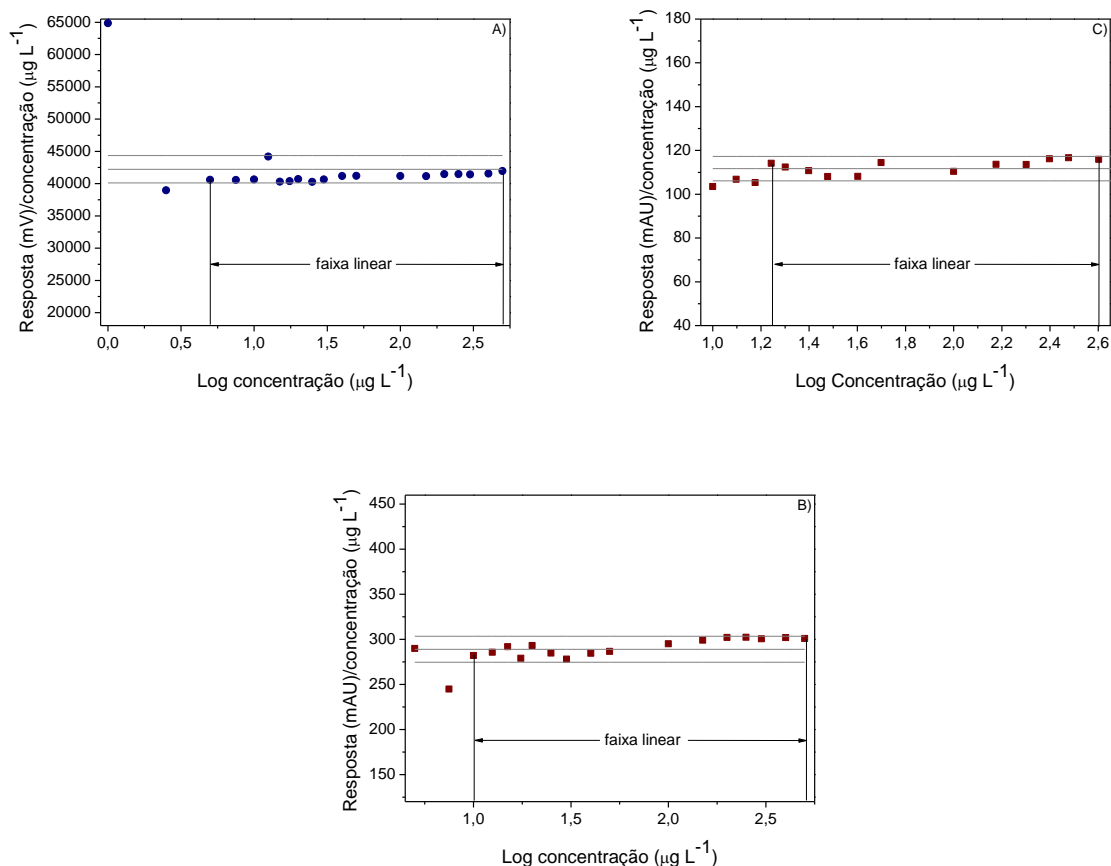 A)
65000
60000
55000
50000
45000
40000
35000
30000
25000
20000
Resposta (mV)/concentração (μg L-1)
faixa linear
0,0 0,5 1,0 1,5 2,0 2,5
Log concentração (μg L-1)
C)
180
160
140
120
100
80
60
40
Resposta (mAU)/concentração (μg L-1)
faixa linear
1,0 1,2 1,4 1,6 1,8 2,0 2,2 2,4 2,6
Log Concentração (μg L-1)
B)
450
400
350
300
250
200
150
Resposta (mAU)/concentração (μg L-1)
faixa linear
1,0 1,5 2,0 2,5
Log concentração (μg L-1)